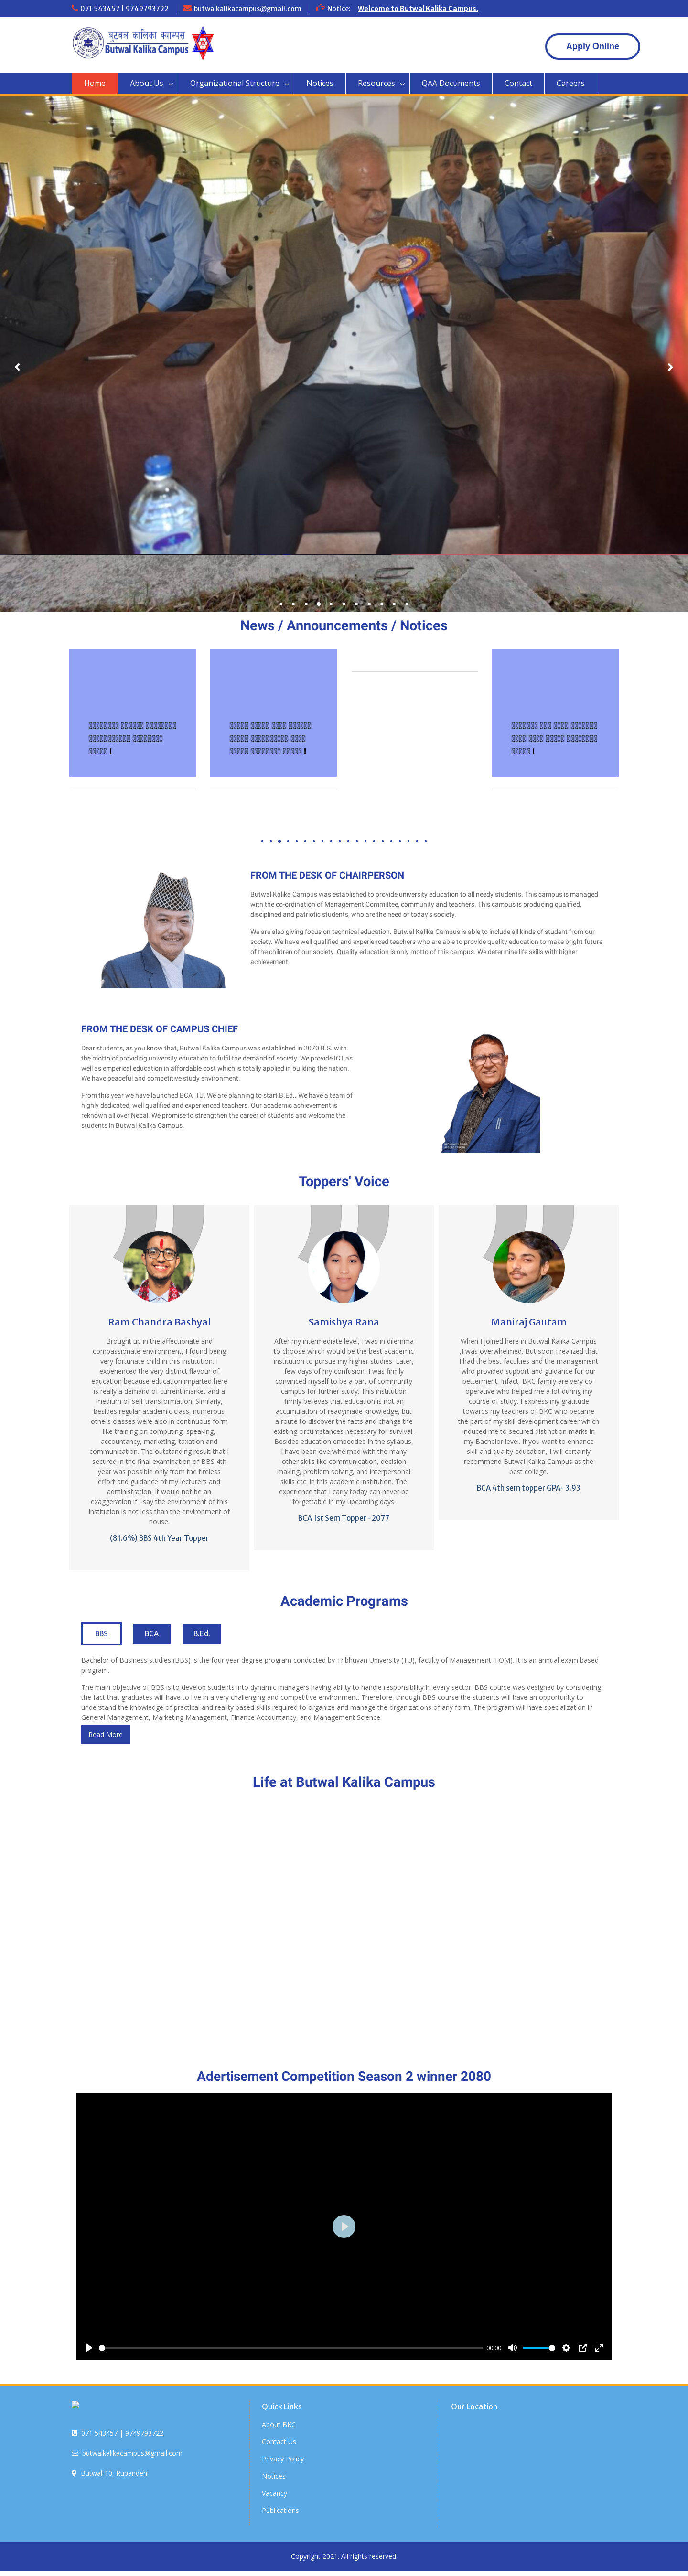 071 543457 | 9749793722
butwalkalikacampus@gmail.com
Notice:
Welcome to Butwal Kalika Campus.
बुटवल कालिका क्याम्पस
Butwal Kalika Campus
Apply Online
Home
About Us
Organizational Structure
Notices
Resources
QAA Documents
Contact
Careers
News / Announcements / Notices
FROM THE DESK OF CHAIRPERSON
Butwal Kalika Campus was established to provide university education to all needy students. This campus is managed
with the co-ordination of Management Committee, community and teachers. This campus is producing qualified,
disciplined and patriotic students, who are the need of today's society.
We are also giving focus on technical education. Butwal Kalika Campus is able to include all kinds of student from our
society. We have well qualified and experienced teachers who are able to provide quality education to make bright future
of the children of our society. Quality education is only motto of this campus. We determine life skills with higher
achievement.
FROM THE DESK OF CAMPUS CHIEF
Dear students, as you know that, Butwal Kalika Campus was established in 2070 B.S. with
the motto of providing university education to fulfil the demand of society. We provide ICT as
well as emperical education in affordable cost which is totally applied in building the nation.
We have peaceful and competitive study environment.
From this year we have launched BCA, TU. We are planning to start B.Ed.. We have a team of
highly dedicated, well qualified and experienced teachers. Our academic achievement is
reknown all over Nepal. We promise to strengthen the career of students and welcome the
students in Butwal Kalika Campus.
Toppers' Voice
Ram Chandra Bashyal
Brought up in the affectionate and
compassionate environment, I found being
very fortunate child in this institution. I
experienced the very distinct flavour of
education because education imparted here
is really a demand of current market and a
medium of self-transformation. Similarly,
besides regular academic class, numerous
others classes were also in continuous form
like training on computing, speaking,
accountancy, marketing, taxation and
communication. The outstanding result that I
secured in the final examination of BBS 4th
year was possible only from the tireless
effort and guidance of my lecturers and
administration. It would not be an
exaggeration if I say the environment of this
institution is not less than the environment of
house.
(81.6%) BBS 4th Year Topper
Samishya Rana
After my intermediate level, I was in dilemma
to choose which would be the best academic
institution to pursue my higher studies. Later,
few days of my confusion, I was firmly
convinced myself to be a part of community
campus for further study. This institution
firmly believes that education is not an
accumulation of readymade knowledge, but
a route to discover the facts and change the
existing circumstances necessary for survival.
Besides education embedded in the syllabus,
I have been overwhelmed with the many
other skills like communication, decision
making, problem solving, and interpersonal
skills etc. in this academic institution. The
experience that I carry today can never be
forgettable in my upcoming days.
BCA 1st Sem Topper -2077
Maniraj Gautam
When I joined here in Butwal Kalika Campus
,I was overwhelmed. But soon I realized that
I had the best faculties and the management
who provided support and guidance for our
betterment. Infact, BKC family are very co-
operative who helped me a lot during my
course of study. I express my gratitude
towards my teachers of BKC who became
the part of my skill development career which
induced me to secured distinction marks in
my Bachelor level. If you want to enhance
skill and quality education, I will certainly
recommend Butwal Kalika Campus as the
best college.
BCA 4th sem topper GPA- 3.93
Academic Programs
BBS
BCA
B.Ed.
Bachelor of Business studies (BBS) is the four year degree program conducted by Tribhuvan University (TU), faculty of Management (FOM). It is an annual exam based
program.
The main objective of BBS is to develop students into dynamic managers having ability to handle responsibility in every sector. BBS course was designed by considering
the fact that graduates will have to live in a very challenging and competitive environment. Therefore, through BBS course the students will have an opportunity to
understand the knowledge of practical and reality based skills required to organize and manage the organizations of any form. The program will have specialization in
General Management, Marketing Management, Finance Accountancy, and Management Science.
Read More
Life at Butwal Kalika Campus
Adertisement Competition Season 2 winner 2080
00:00
071 543457 | 9749793722
butwalkalikacampus@gmail.com
Butwal-10, Rupandehi
Quick Links
About BKC
Contact Us
Privacy Policy
Notices
Vacancy
Publications
Our Location
Copyright 2021. All rights reserved.